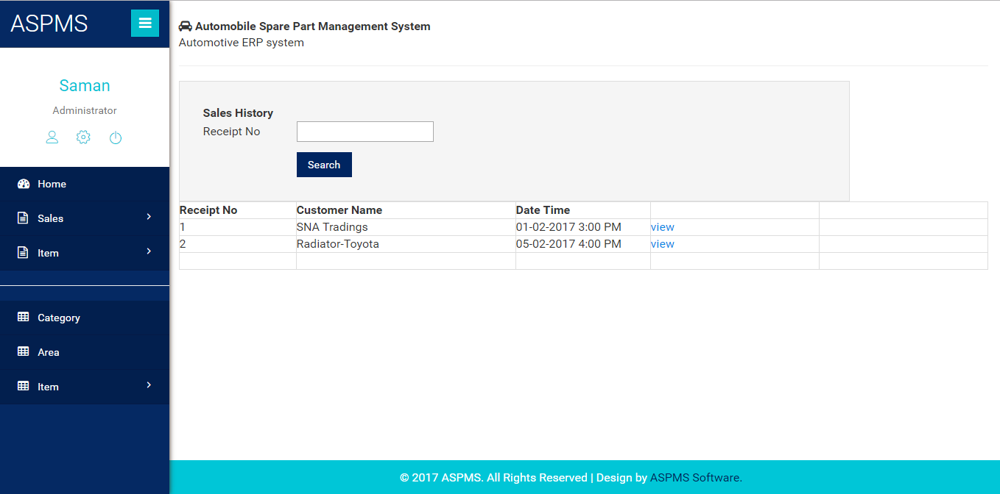 ASPMS
Automobile Spare Part Management System
Automotive ERP system
Saman
Administrator
Home
Sales
Item
Category
Area
Item
Sales History
Receipt No
Search
Receipt No Customer Name Date Time
1 SNA Tradings 01-02-2017 3:00 PM view
2 Radiator-Toyota 05-02-2017 4:00 PM view
© 2017 ASPMS. All Rights Reserved | Design by ASPMS Software.